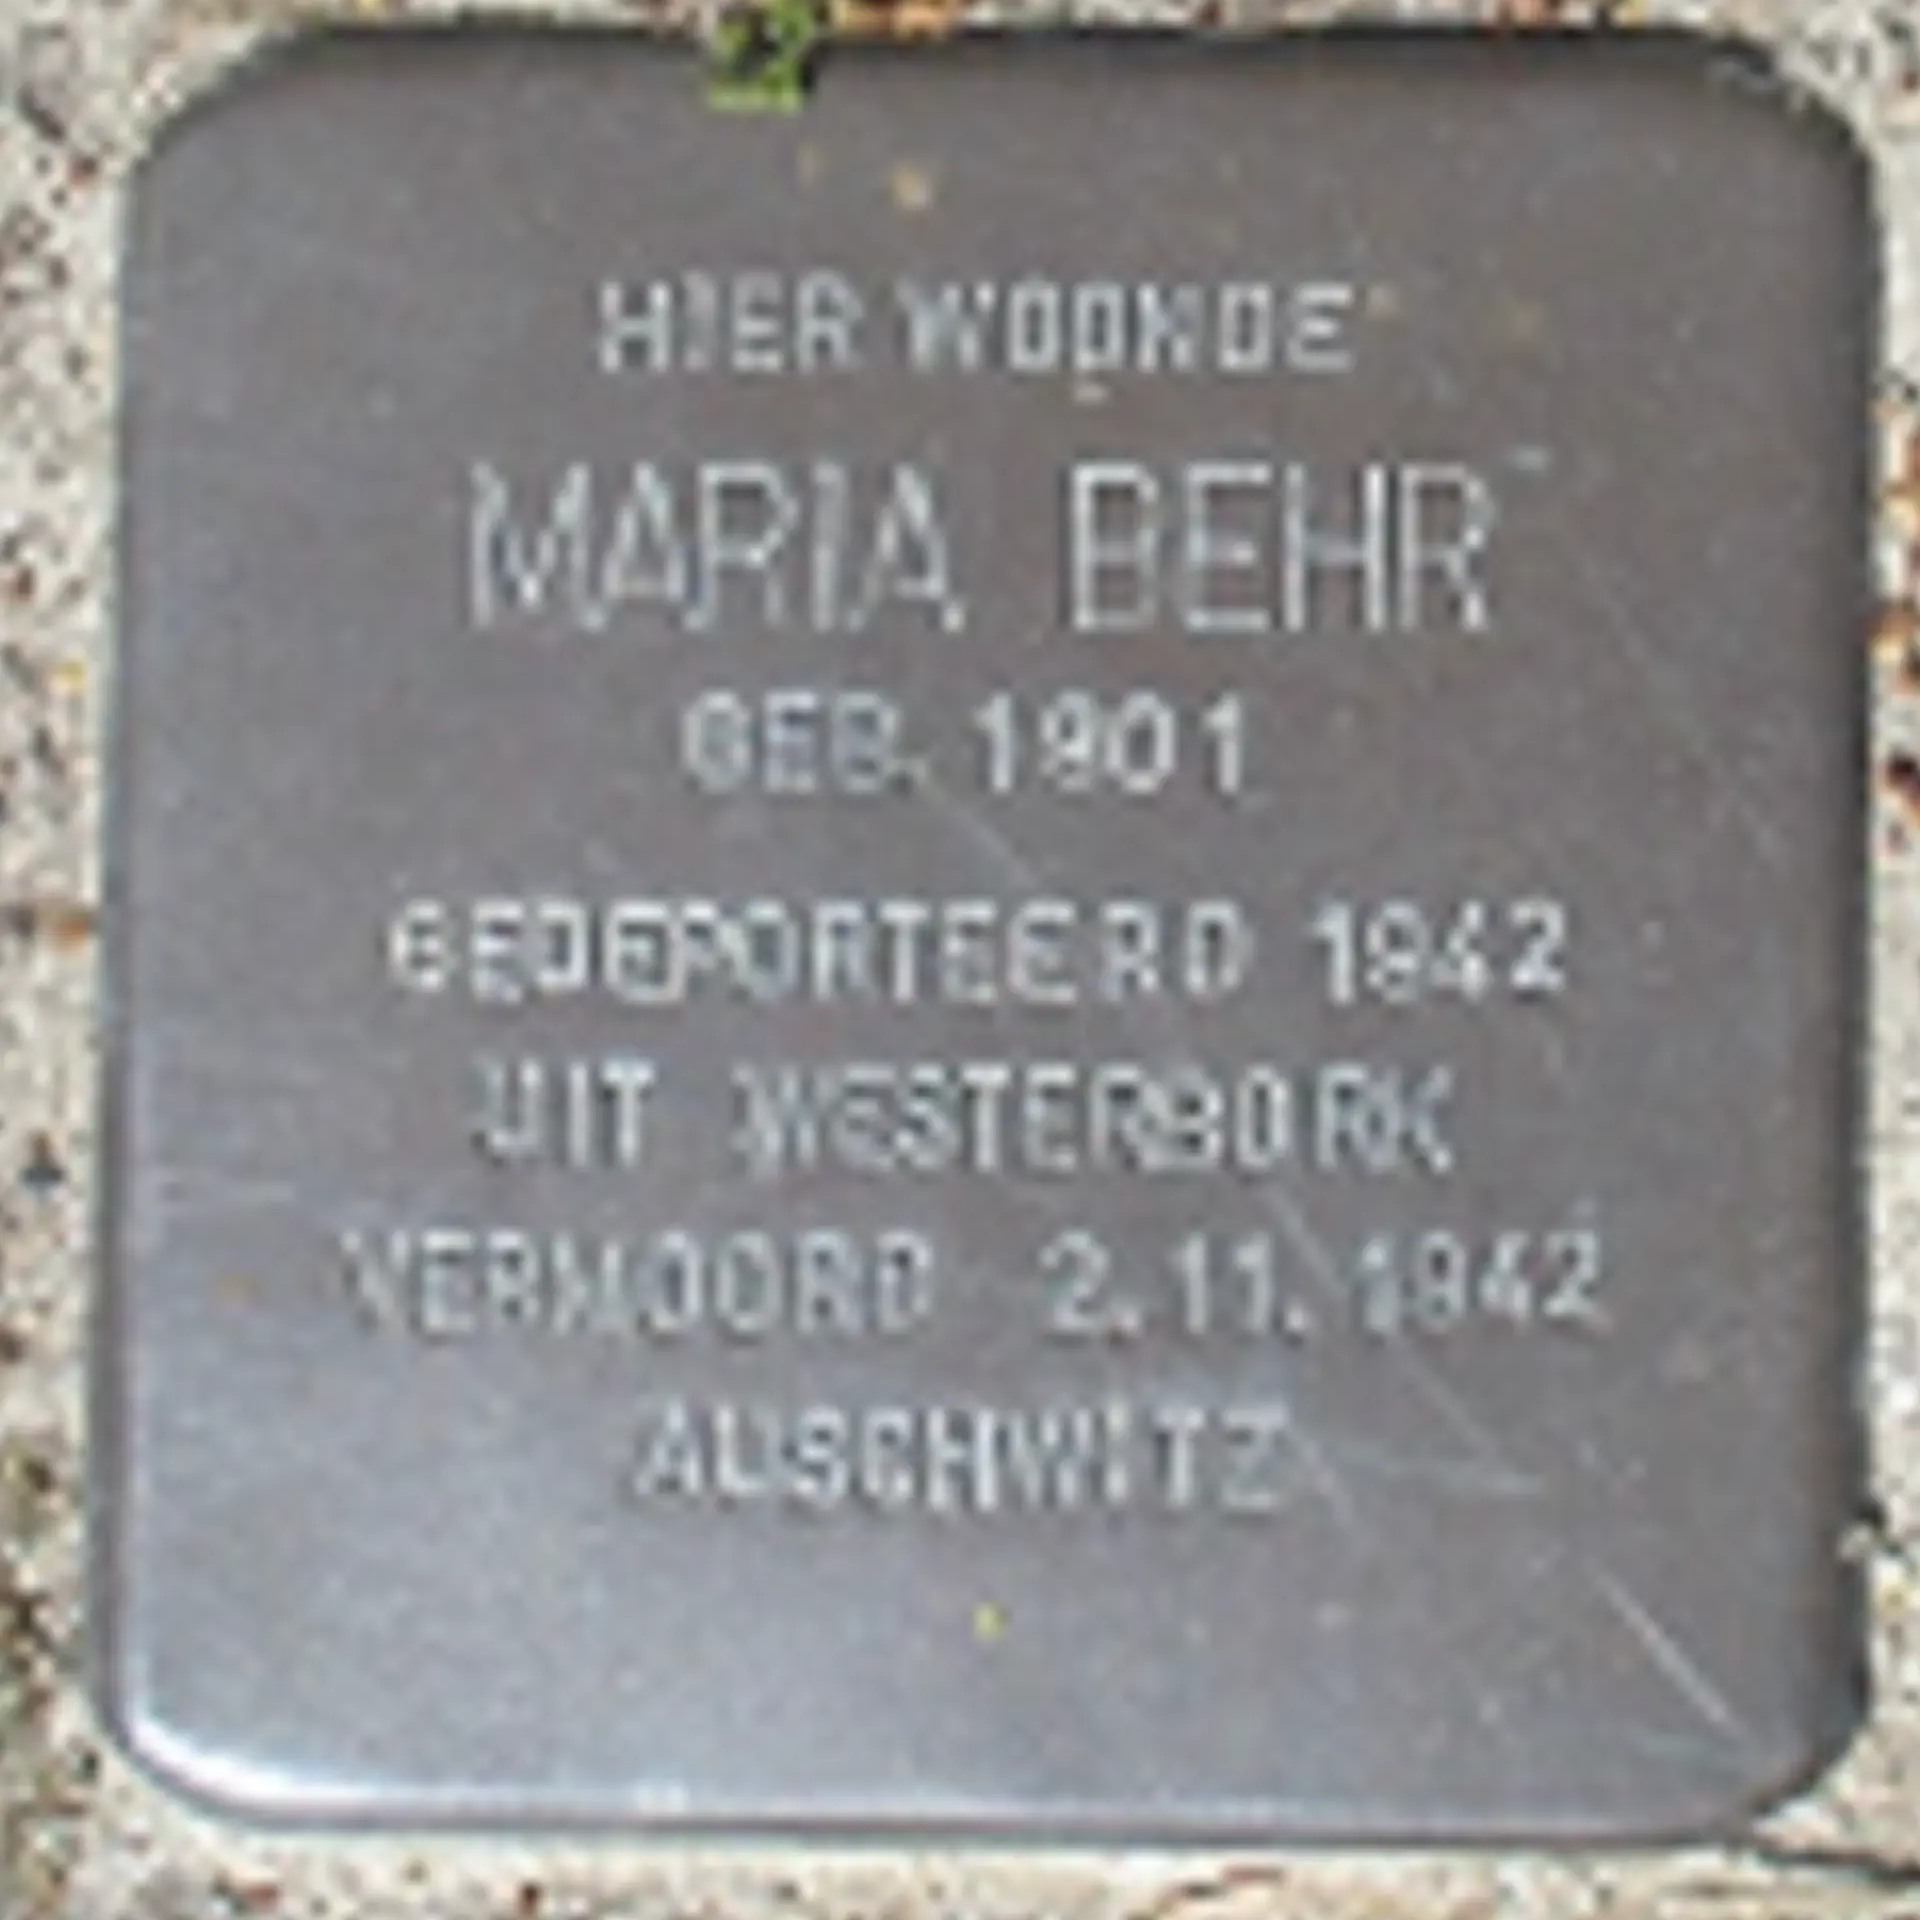 HIER WOONDE
MARIA BEHR
GEB. 1901
GEDEPORTEERD 1942
UIT WESTERBORK
VERMOORD 2.11.1942
AUSCHWITZ